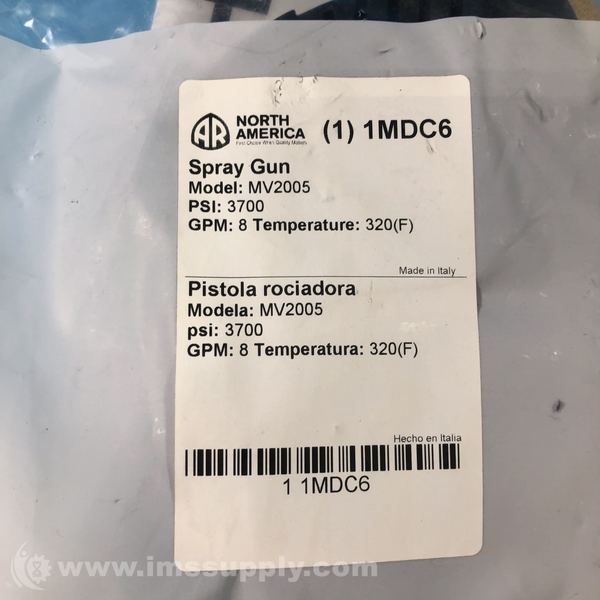 AR NORTH AMERICA
First Choice When Quality Matters
(1) 1MDC6
Spray Gun
Model: MV2005
PSI: 3700
GPM: 8 Temperature: 320(F)
Made in Italy
Pistola rociadora
Modela: MV2005
psi: 3700
GPM: 8 Temperatura: 320(F)
Hecho en Italia
1 1MDC6
www.imssupply.com